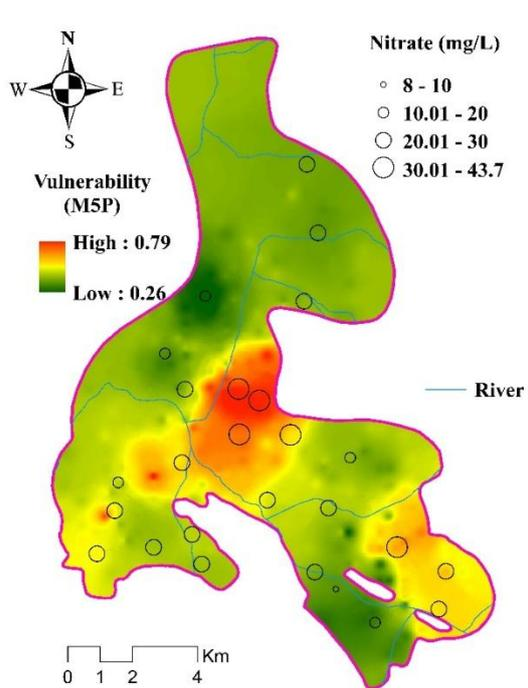 N
W E
S
Nitrate (mg/L)
8 - 10
10.01 - 20
20.01 - 30
30.01 - 43.7
Vulnerability
(M5P)
High : 0.79
Low : 0.26
River
Km
0 1 2 4